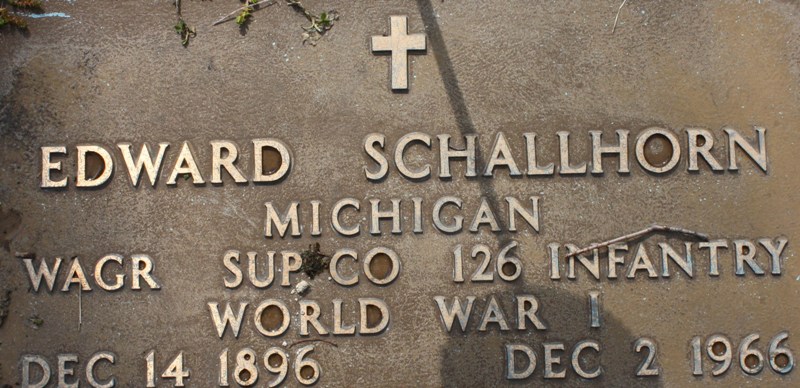 EDWARD SCHALLHORN
MICHIGAN
WAGR SUP CO 126 INFANTRY
WORLD WAR I
DEC 14 1896 DEC 2 1966